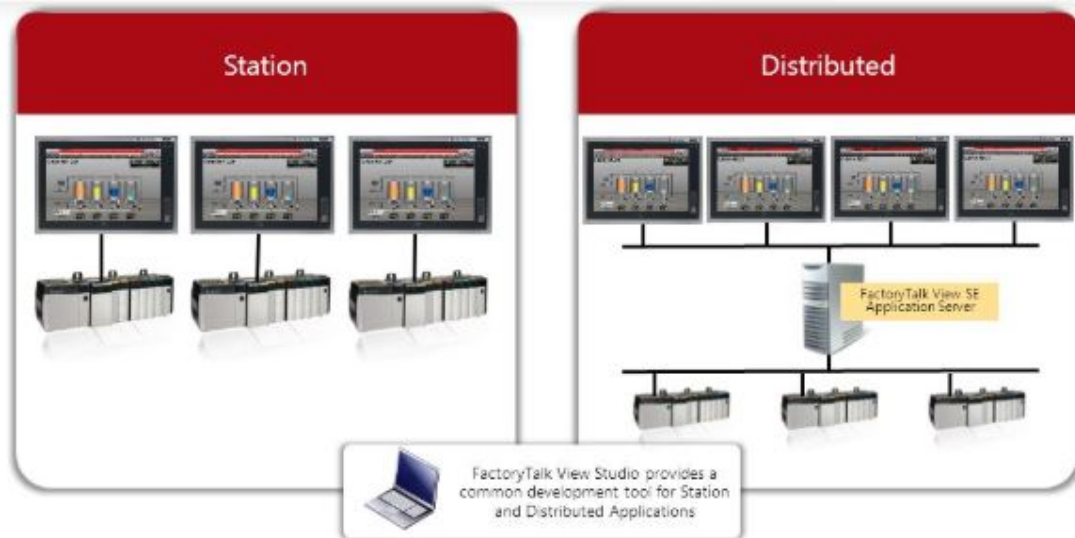 Station
Distributed
FactoryTalk View SE
Application Server
FactoryTalk View Studio provides a
common development tool for Station
and Distributed Applications